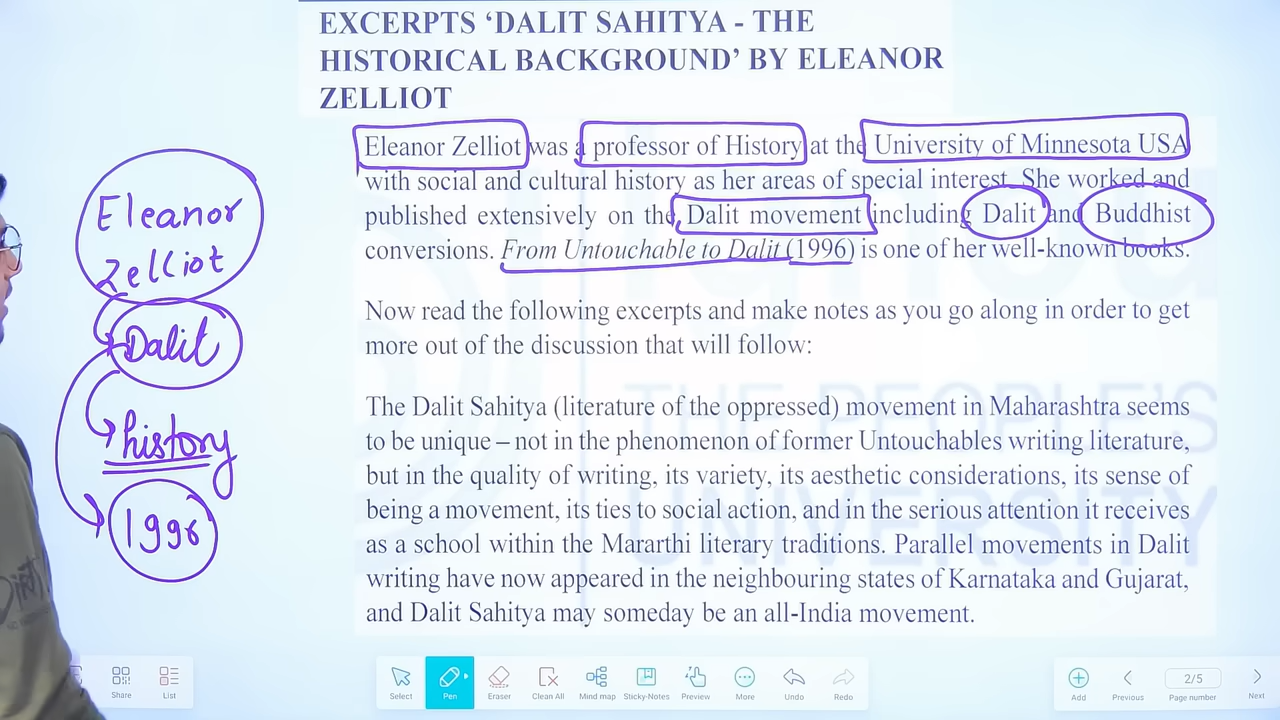 EXCERPTS ‘DALIT SAHITYA - THE
HISTORICAL BACKGROUND’ BY ELEANOR
ZELLIOT
Eleanor Zelliot was a professor of History at the University of Minnesota USA
with social and cultural history as her areas of special interest. She worked and
published extensively on the Dalit movement including Dalit and Buddhist
conversions. From Untouchable to Dalit (1996) is one of her well-known books.
Now read the following excerpts and make notes as you go along in order to get
more out of the discussion that will follow:
The Dalit Sahitya (literature of the oppressed) movement in Maharashtra seems
to be unique – not in the phenomenon of former Untouchables writing literature,
but in the quality of writing, its variety, its aesthetic considerations, its sense of
being a movement, its ties to social action, and in the serious attention it receives
as a school within the Mararthi literary traditions. Parallel movements in Dalit
writing have now appeared in the neighbouring states of Karnataka and Gujarat,
and Dalit Sahitya may someday be an all-India movement.
Eleanor
Zelliot
Dalit
history
1996
THE PEOPLE'S
UNIVERSITY
Share
List
Select
Pen
Eraser
Clean All
Mind map
Sticky-Notes
Preview
More
Undo
Redo
Add
Previous
2/5
Page number
Next